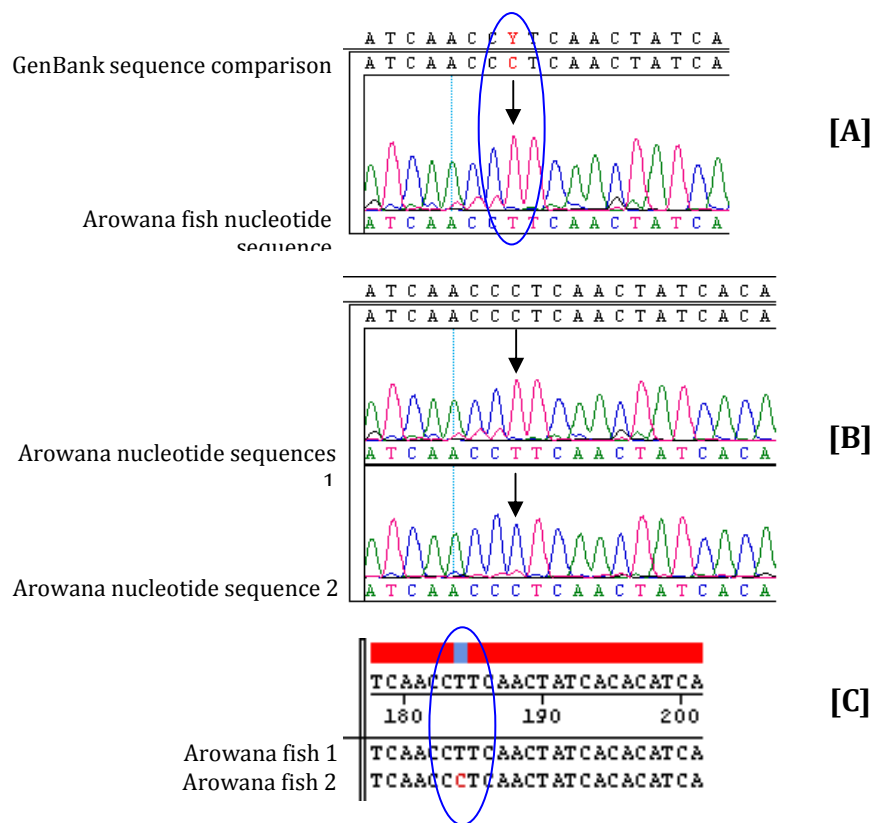 A T C A A C C Y T C A A C T A T C A
GenBank sequence comparison
A T C A A C C C T C A A C T A T C A
[A]
Arowana fish nucleotide
sequence
A T C A A C C T T C A A C T A T C A
A T C A A C C C T C A A C T A T C A C A
A T C A A C C C T C A A C T A T C A C A
[B]
Arowana nucleotide sequences
1
A T C A A C C T T C A A C T A T C A C A
Arowana nucleotide sequence 2
A T C A A C C C T C A A C T A T C A C A
TCAACCTTCAACTATCACACATCA
180 190 200
[C]
Arowana fish 1 TCAACCTTCAACTATCACACATCA
Arowana fish 2 TCAACCCTCAACTATCACACATCA